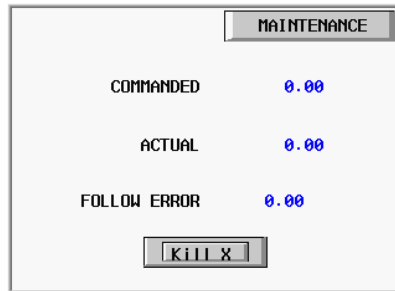 MAINTENANCE
COMMANDED 0.00
ACTUAL 0.00
FOLLOW ERROR 0.00
Kill X